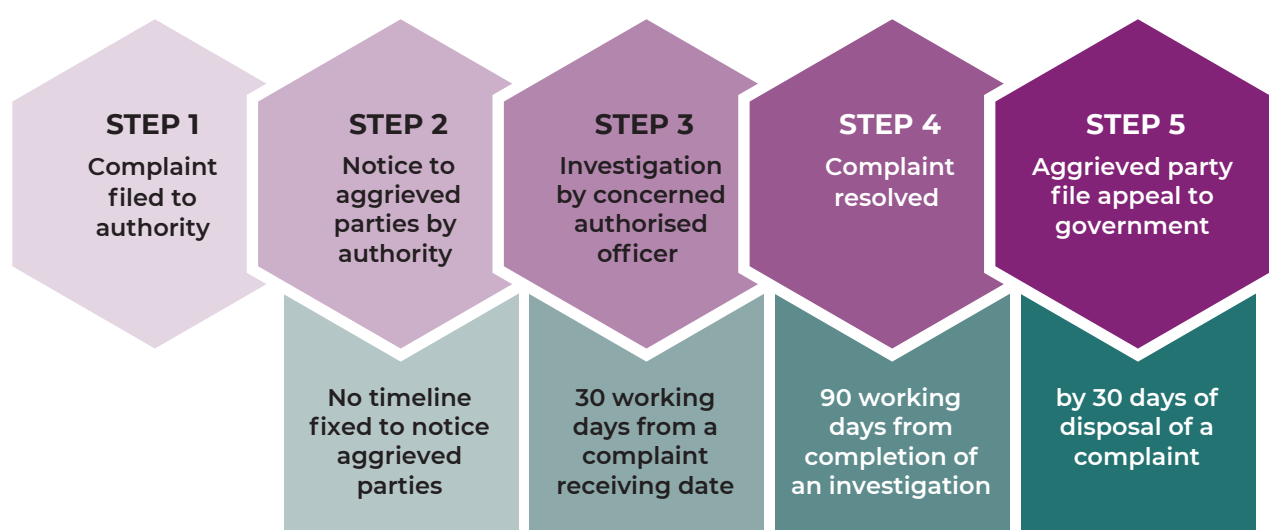 STEP 1
Complaint
filed to
authority
STEP 2
Notice to
aggrieved
parties by
authority
STEP 3
Investigation
by concerned
authorised
officer
STEP 4
Complaint
resolved
STEP 5
Aggrieved party
file appeal to
government
No timeline
fixed to notice
aggrieved
parties
30 working
days from a
complaint
receiving date
90 working
days from
completion of
an investigation
by 30 days of
disposal of a
complaint